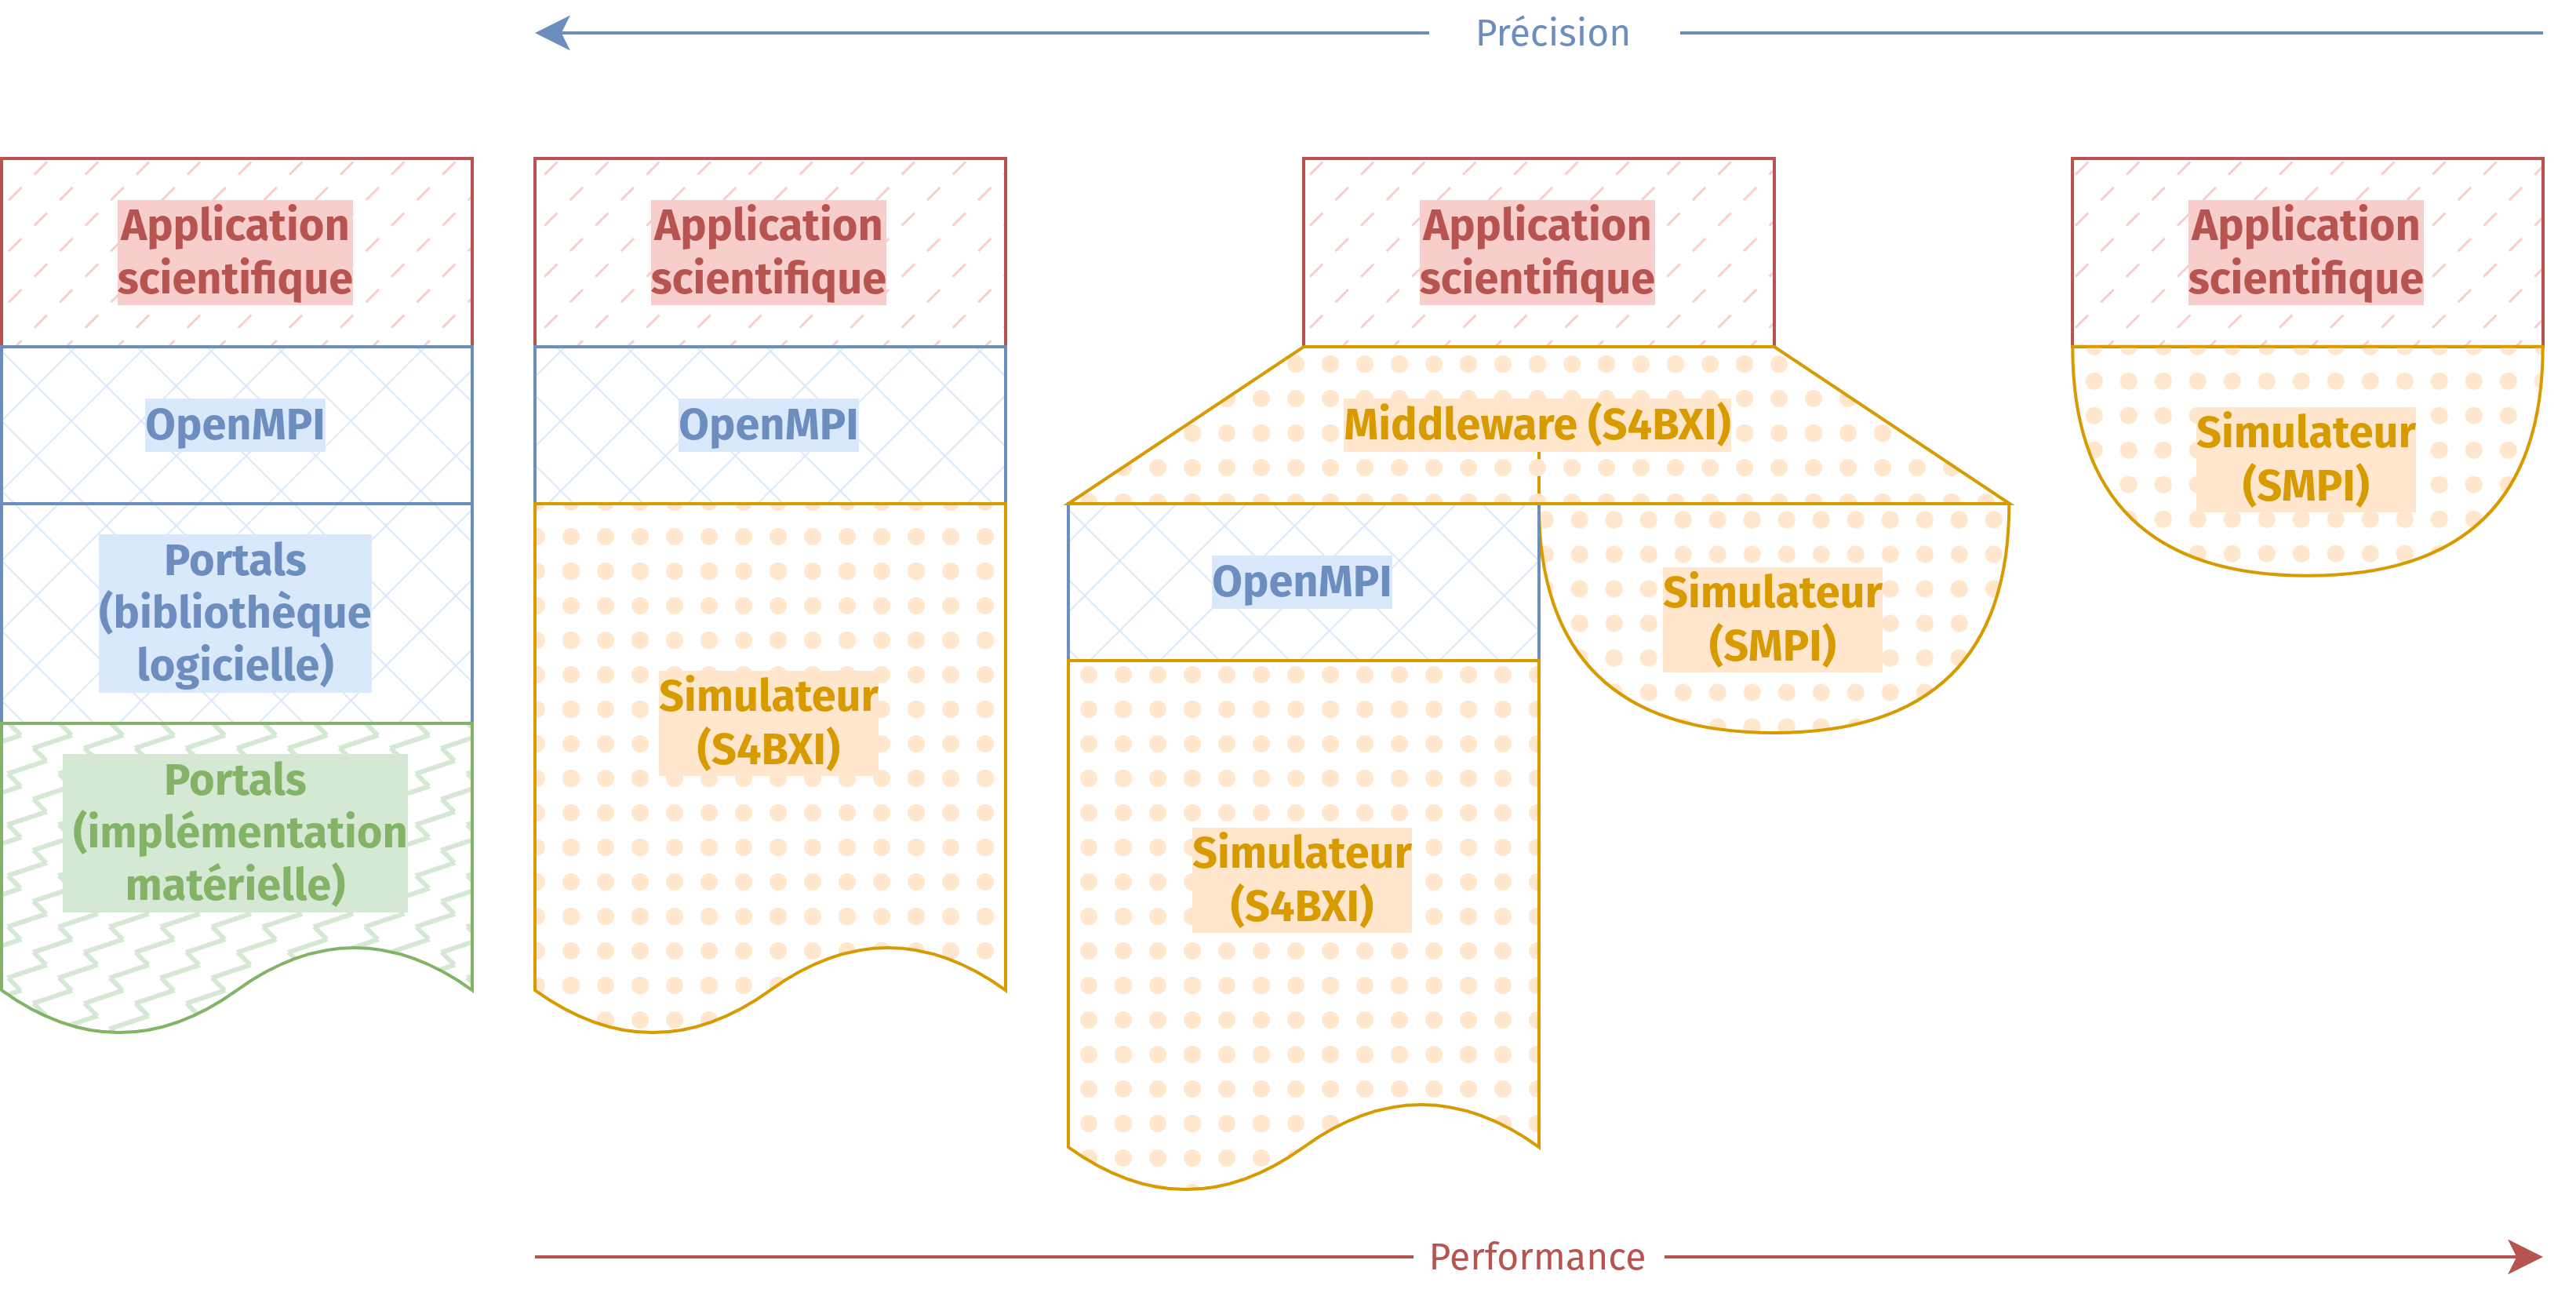 Précision
Application
scientifique
OpenMPI
Portals
(bibliothèque
logicielle)
Portals
(implémentation
matérielle)
Application
scientifique
OpenMPI
Simulateur
(S4BXI)
Application
scientifique
Middleware (S4BXI)
OpenMPI
Simulateur
(S4BXI)
Simulateur
(SMPI)
Application
scientifique
Simulateur
(SMPI)
Performance